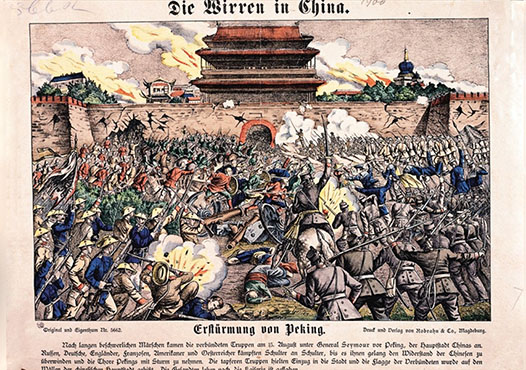 Die Wirren in China.
1900
Original und Eigenthum Nr. 5662.
Erstürmung von Peking.
Druck und Verlag von Robrahn & Co., Magdeburg.
Nach langen beschwerlichen Märschen kamen die verbündeten Truppen am 15. August unter General Seymour vor Peking, der Hauptstadt Chinas an.
Russen, Deutsche, Engländer, Franzosen, Amerikaner und Oesterreicher kämpften Schulter an Schulter, bis es ihnen gelang den Widerstand der Chinesen zu
überwinden und die Thore Pekings mit Sturm zu nehmen. Die tapferen Truppen hielten Einzug in die Stadt und die Flagge der Verbündeten wurde auf den